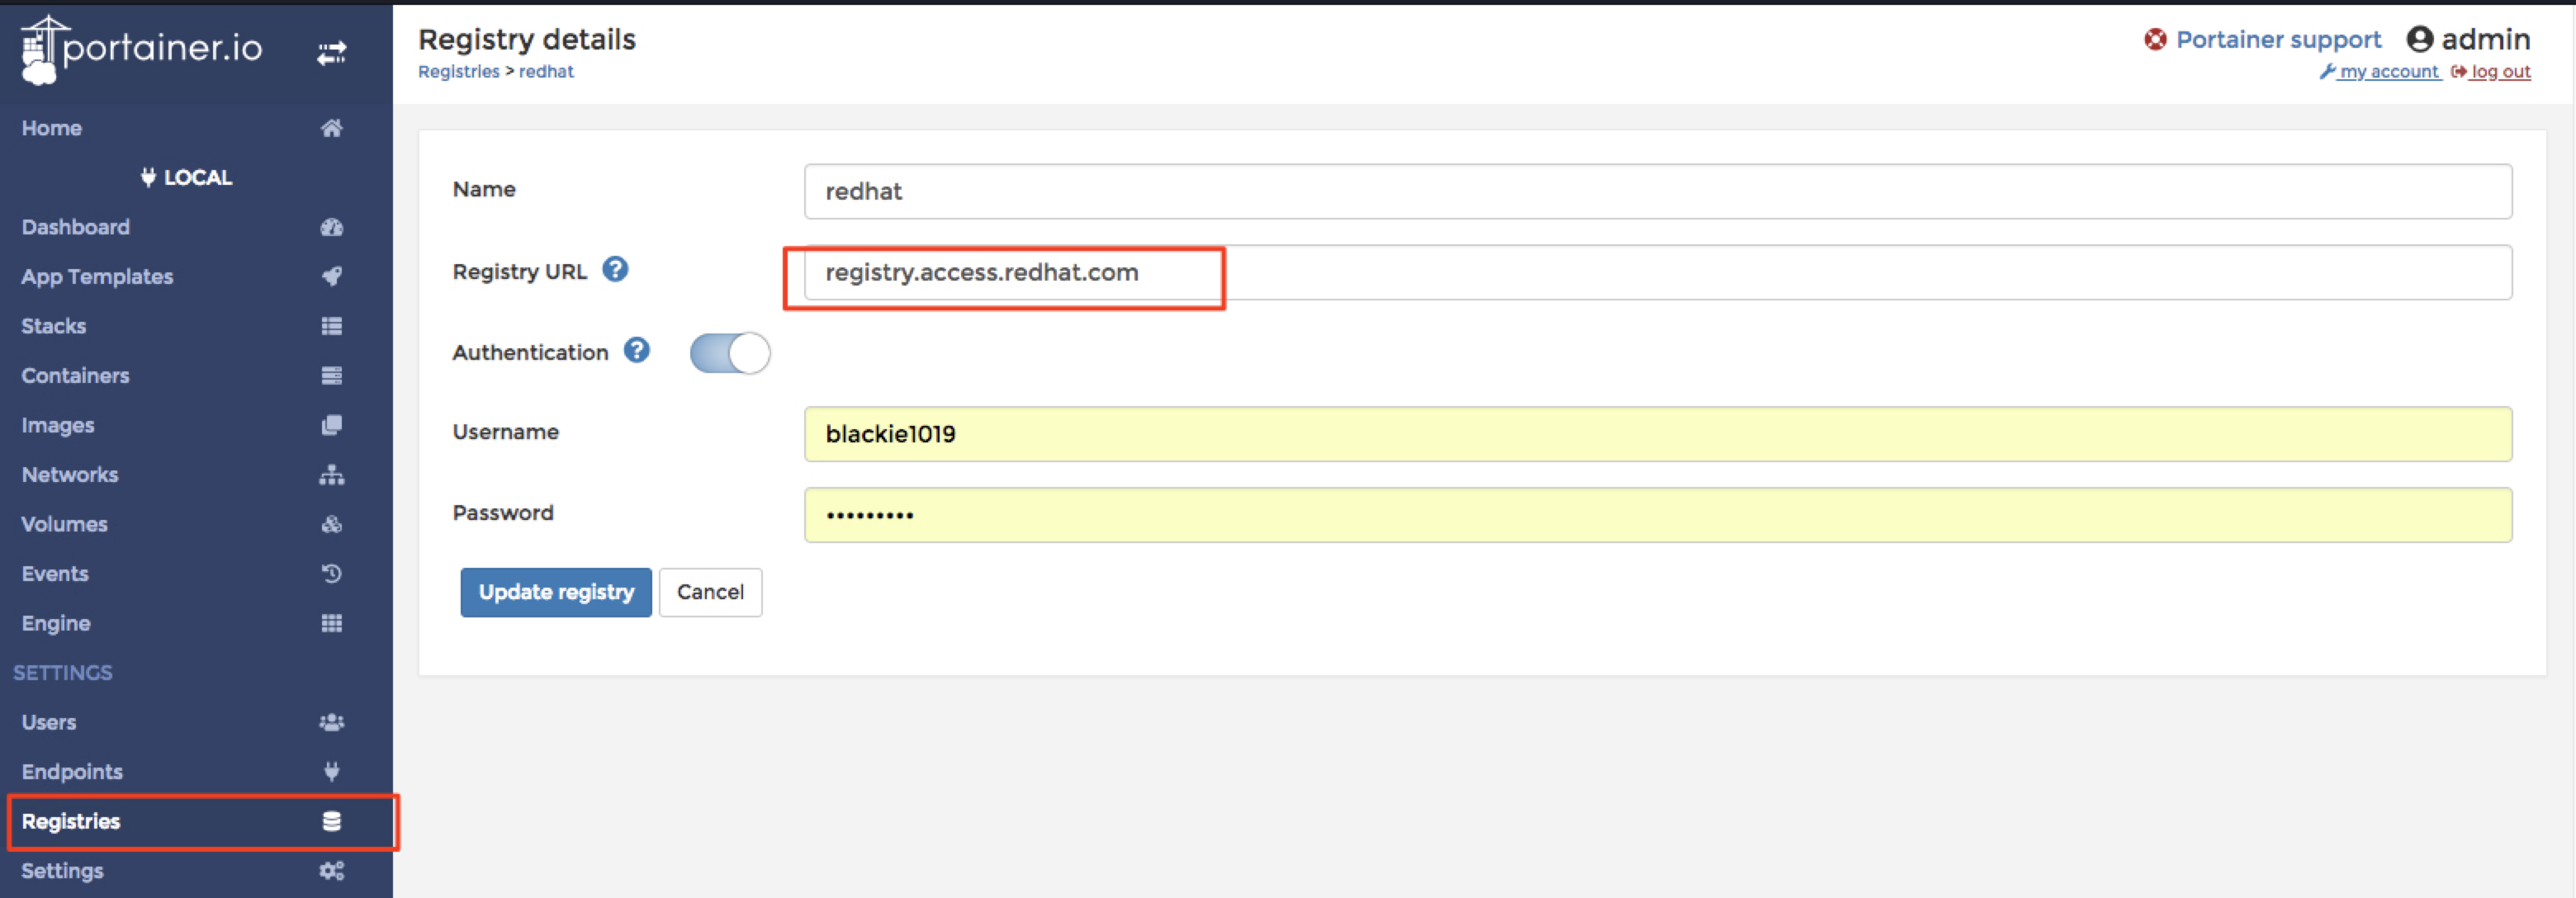 portainer.io
Home
LOCAL
Dashboard
App Templates
Stacks
Containers
Images
Networks
Volumes
Events
Engine
SETTINGS
Users
Endpoints
Registries
Settings
Registry details
Registries > redhat
Portainer support admin
my account log out
Name redhat
Registry URL ? registry.access.redhat.com
Authentication ?
Username blackie1019
Password •••••••••
Update registry Cancel